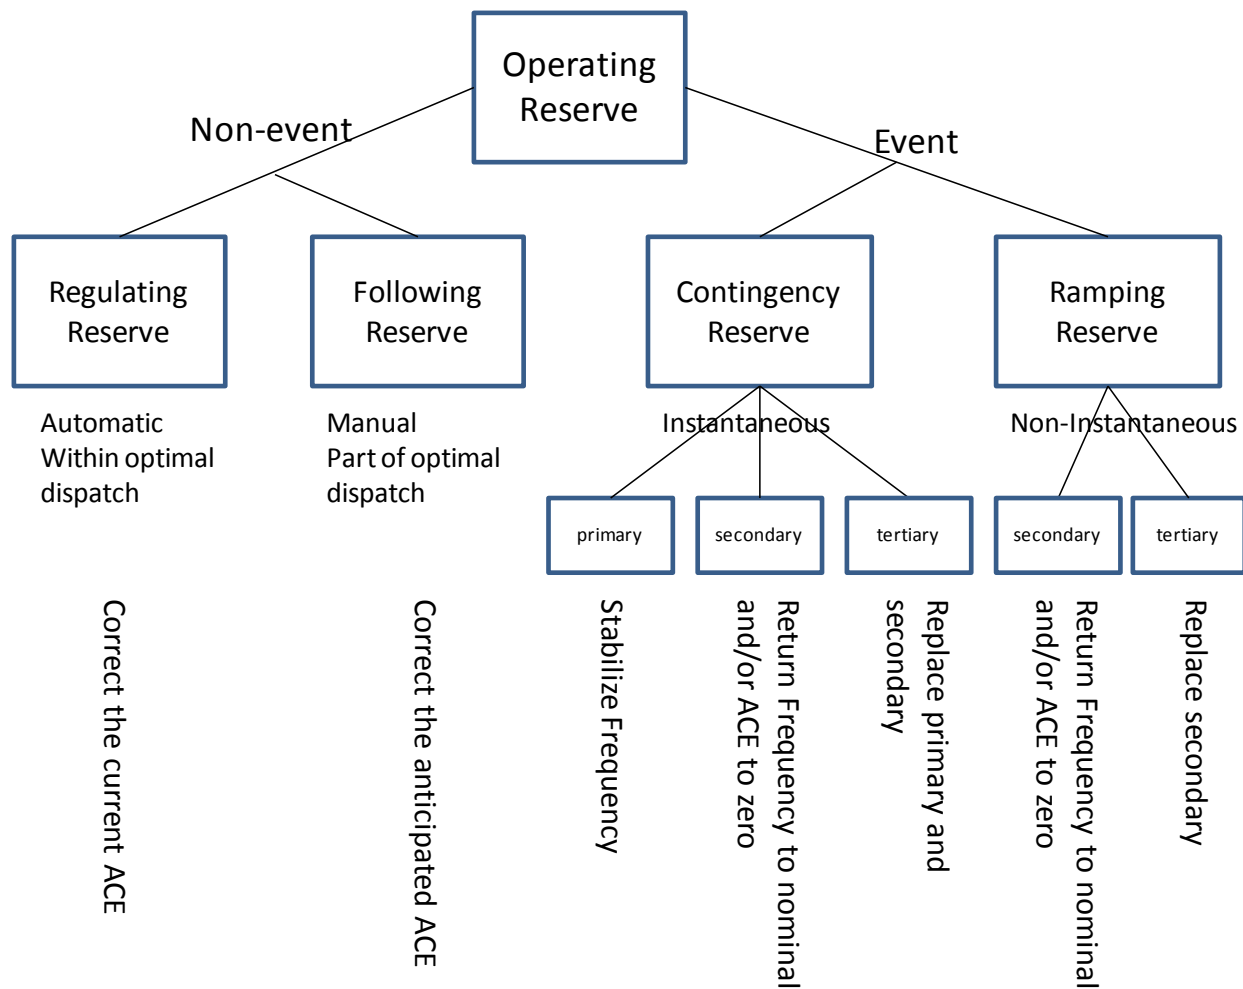 Operating
Reserve
Non-event
Event
Regulating
Reserve
Following
Reserve
Contingency
Reserve
Ramping
Reserve
Automatic
Within optimal
dispatch
Manual
Part of optimal
dispatch
Instantaneous
Non-Instantaneous
primary
secondary
tertiary
secondary
tertiary
Correct the current ACE
Correct the anticipated ACE
Stabilize Frequency
Return Frequency to nominal
and/or ACE to zero
Replace primary and
secondary
Return Frequency to nominal
and/or ACE to zero
Replace secondary